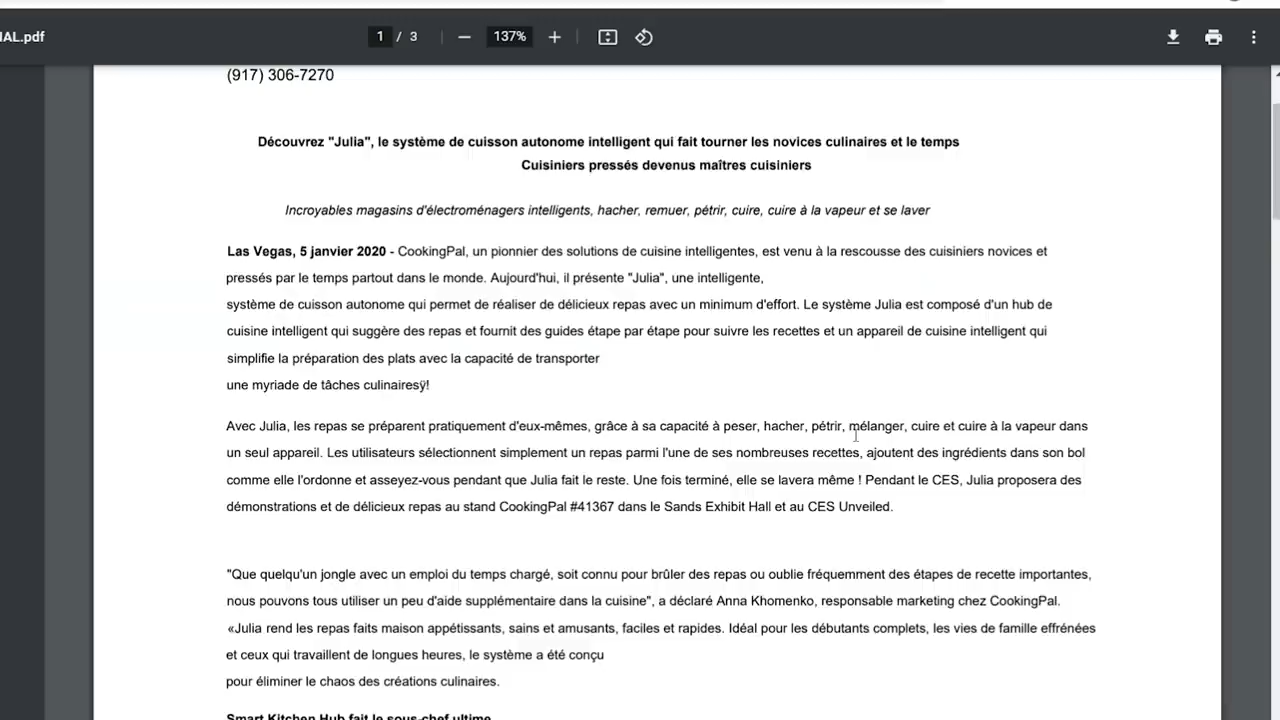 IAL.pdf
1 / 3
137%
(917) 306-7270
Découvrez "Julia", le système de cuisson autonome intelligent qui fait tourner les novices culinaires et le temps
Cuisiniers pressés devenus maîtres cuisiniers
Incroyables magasins d'électroménagers intelligents, hacher, remuer, pétrir, cuire, cuire à la vapeur et se laver
Las Vegas, 5 janvier 2020 - CookingPal, un pionnier des solutions de cuisine intelligentes, est venu à la rescousse des cuisiniers novices et
pressés par le temps partout dans le monde. Aujourd'hui, il présente "Julia", une intelligente,
système de cuisson autonome qui permet de réaliser de délicieux repas avec un minimum d'effort. Le système Julia est composé d'un hub de
cuisine intelligent qui suggère des repas et fournit des guides étape par étape pour suivre les recettes et un appareil de cuisine intelligent qui
simplifie la préparation des plats avec la capacité de transporter
une myriade de tâches culinairesÿ!
Avec Julia, les repas se préparent pratiquement d'eux-mêmes, grâce à sa capacité à peser, hacher, pétrir, mélanger, cuire et cuire à la vapeur dans
un seul appareil. Les utilisateurs sélectionnent simplement un repas parmi l'une de ses nombreuses recettes, ajoutent des ingrédients dans son bol
comme elle l'ordonne et asseyez-vous pendant que Julia fait le reste. Une fois terminé, elle se lavera même ! Pendant le CES, Julia proposera des
démonstrations et de délicieux repas au stand CookingPal #41367 dans le Sands Exhibit Hall et au CES Unveiled.
"Que quelqu'un jongle avec un emploi du temps chargé, soit connu pour brûler des repas ou oublie fréquemment des étapes de recette importantes,
nous pouvons tous utiliser un peu d'aide supplémentaire dans la cuisine", a déclaré Anna Khomenko, responsable marketing chez CookingPal.
«Julia rend les repas faits maison appétissants, sains et amusants, faciles et rapides. Idéal pour les débutants complets, les vies de famille effrénées
et ceux qui travaillent de longues heures, le système a été conçu
pour éliminer le chaos des créations culinaires.
Smart Kitchen Hub fait le sous-chef ultime